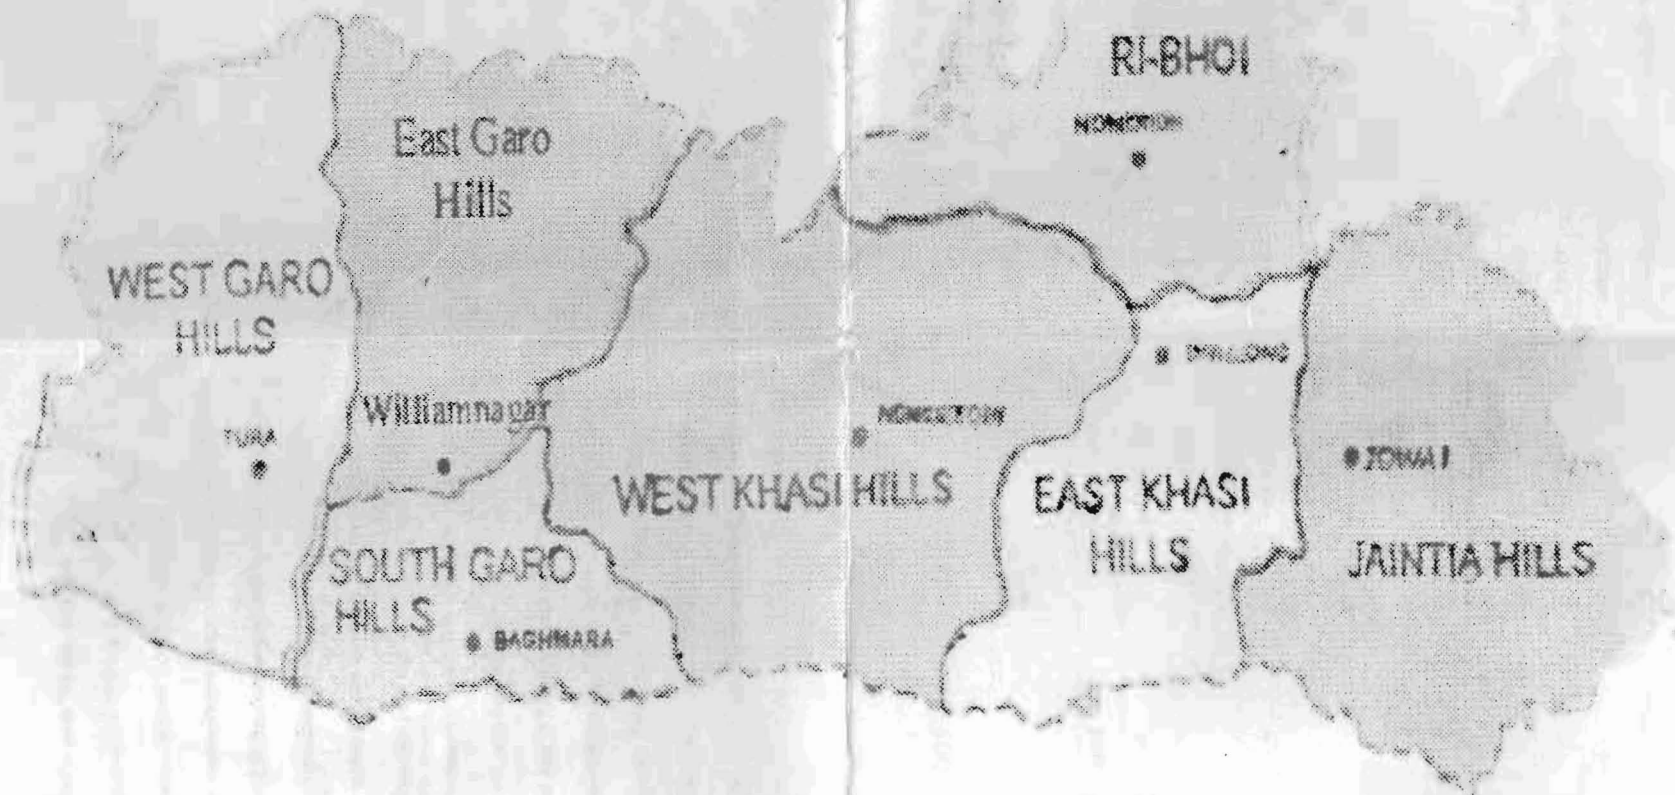 RI-BHOI
East Garo
Hills
WEST GARO
HILLS
Williamnagar
TURA
WEST KHASI HILLS
EAST KHASI
HILLS
JOWAI
JAINTIA HILLS
SOUTH GARO
HILLS
BAGHMARA